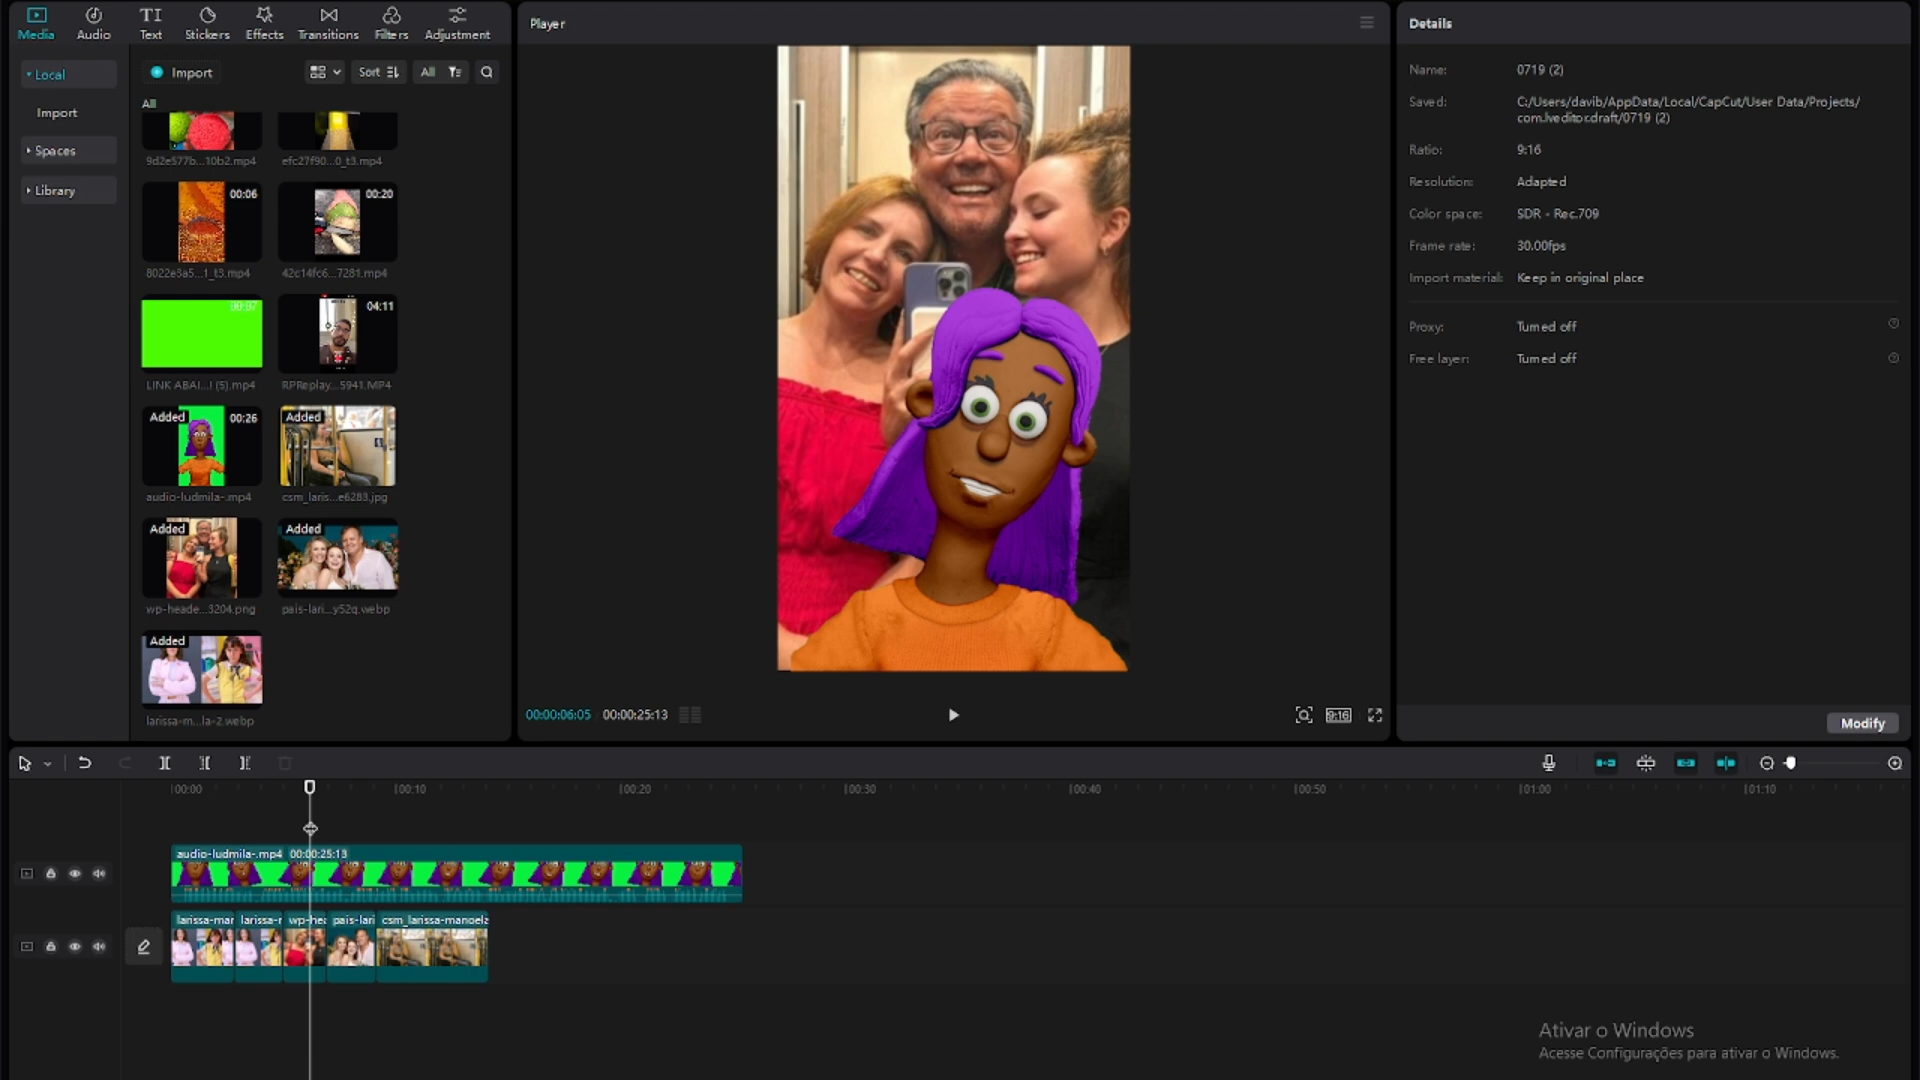 Media
Audio
Text
Stickers
Effects
Transitions
Filters
Adjustment
Player
Details
Local
Import
Spaces
Library
Import
Sort
All
All
9d2e577b...10b2.mp4
efc27f90...0_t3.mp4
00:06
00:20
8022e3a5...1_t3.mp4
42c14fc6...7281.mp4
00:07
04:11
LINK ABAI...! (5).mp4
RPReplay...5941.MP4
Added
00:26
Added
audio-ludmila-.mp4
csm_laris...e6283.jpg
Added
Added
wp-heade...3204.png
pais-lari...y52q.webp
Added
larissa-m...la-2.webp
00:00:06:05
00:00:25:13
9:16
Name:
0719 (2)
Saved:
C:/Users/davib/AppData/Local/CapCut/User Data/Projects/
com.lveditor.draft/0719 (2)
Ratio:
9:16
Resolution:
Adapted
Color space:
SDR - Rec.709
Frame rate:
30.00fps
Import material:
Keep in original place
Proxy:
Turned off
Free layer:
Turned off
Modify
00:00
00:10
00:20
00:30
00:40
00:50
01:00
01:10
audio-ludmila-.mp4 00:00:25:13
larissa-mar
larissa-r
wp-hea
pais-lari
csm_larissa-manoela
Ativar o Windows
Acesse Configurações para ativar o Windows.